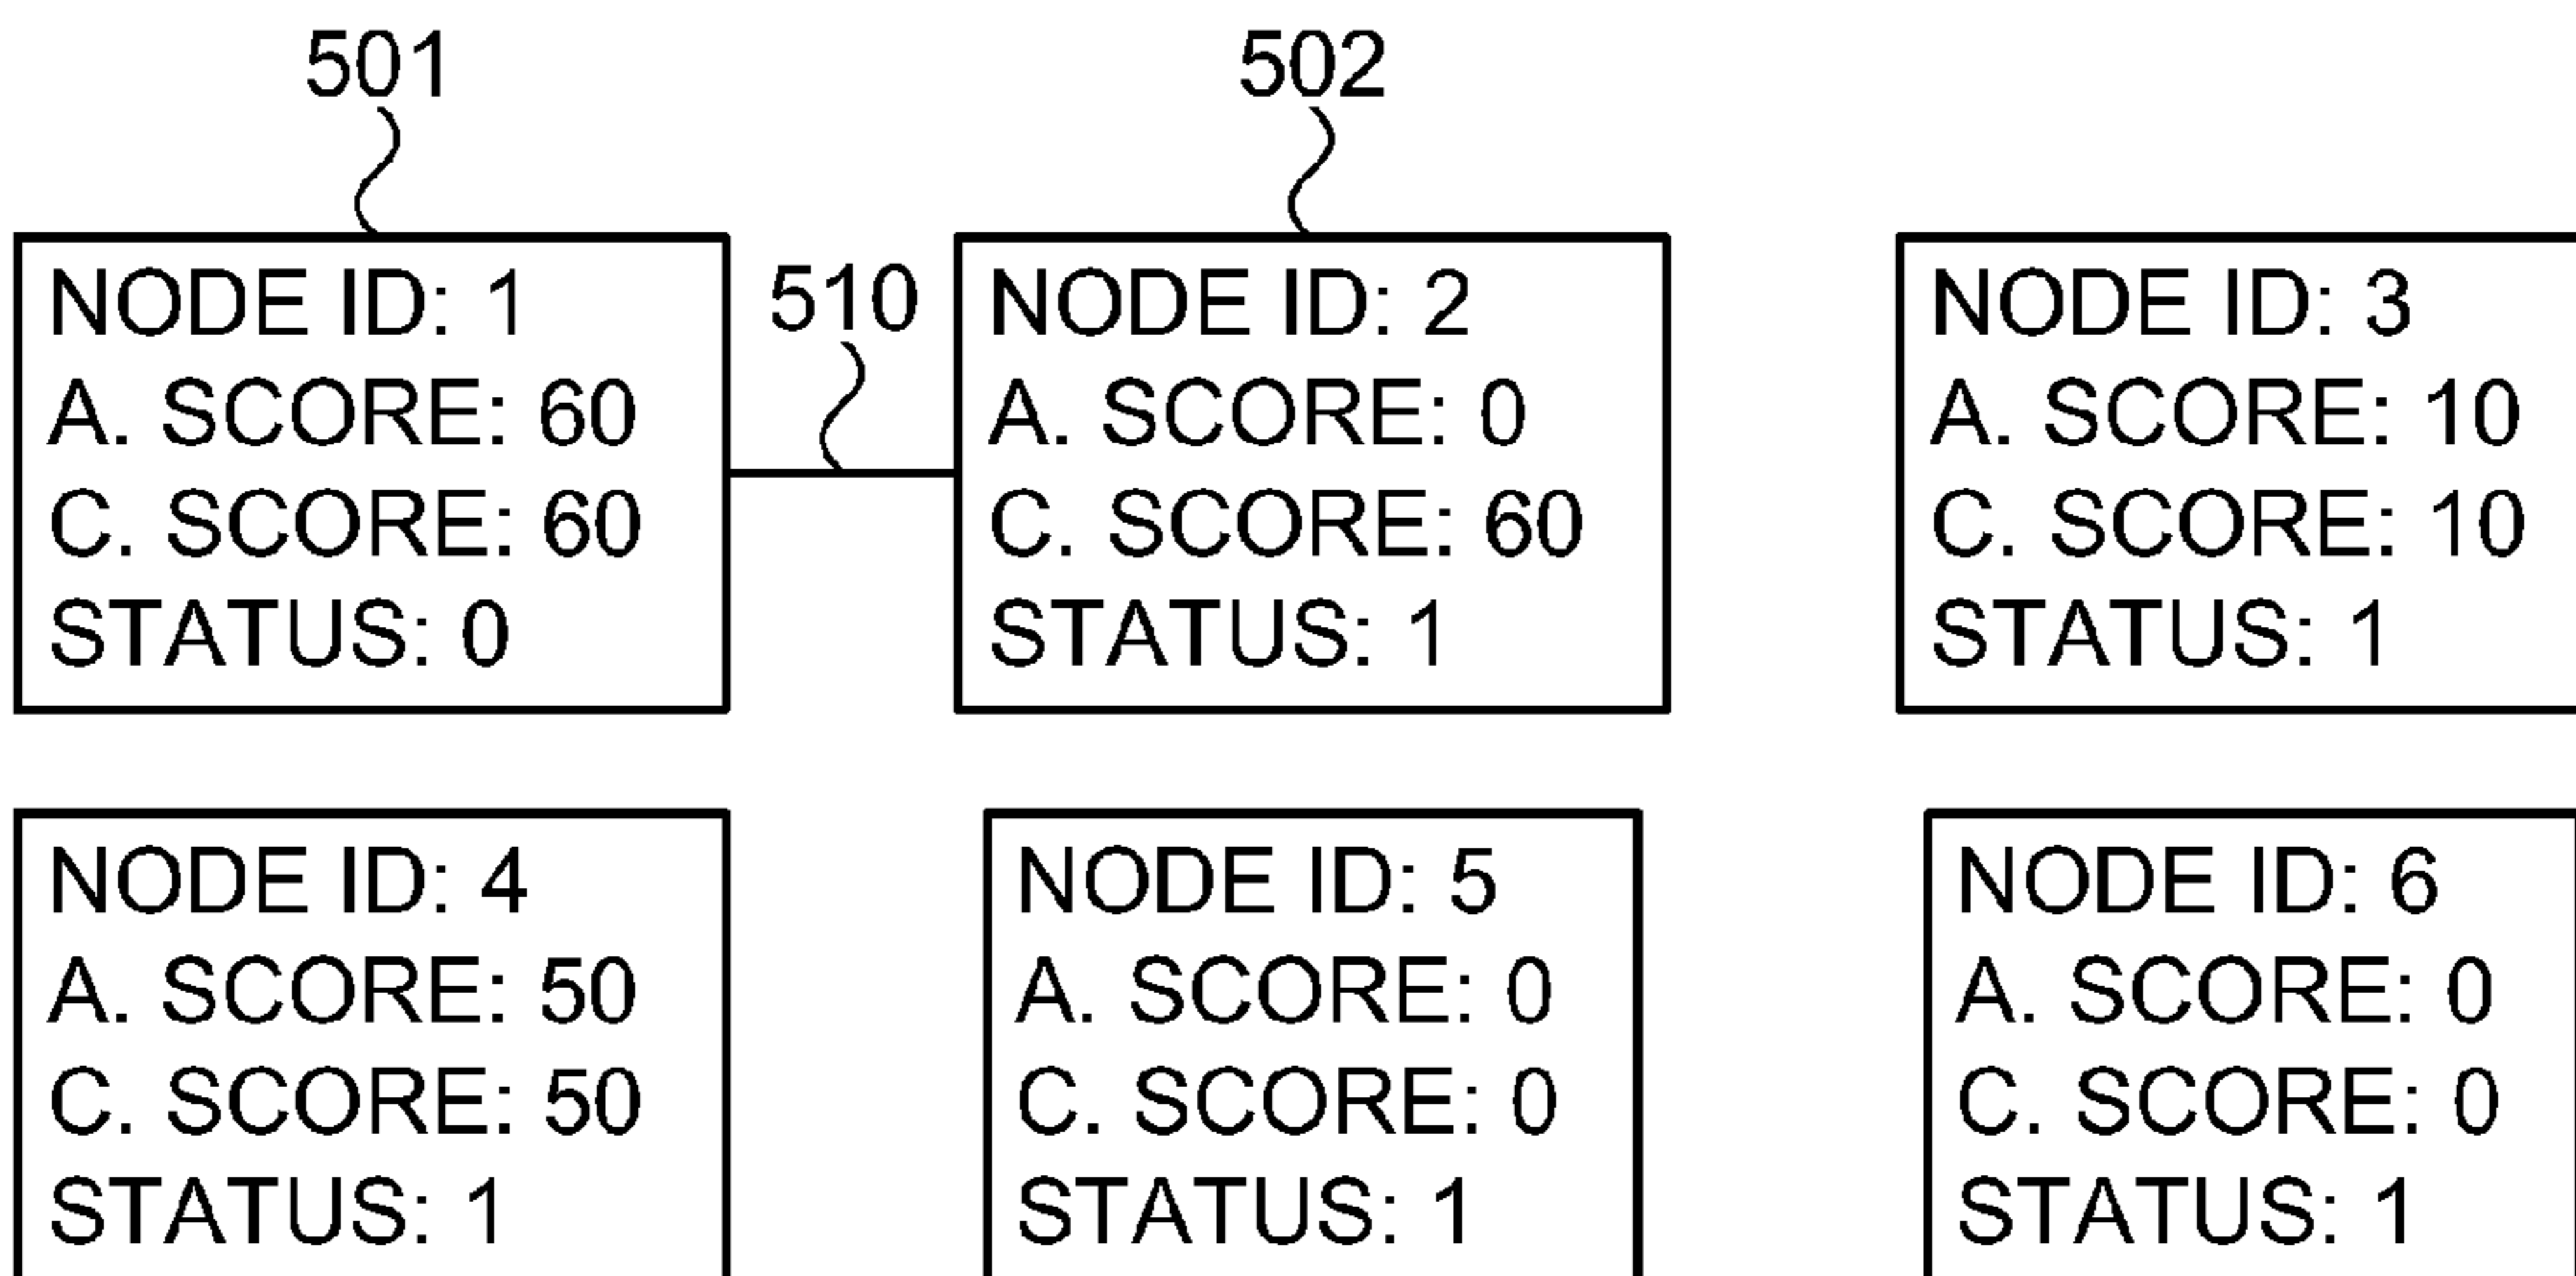 501
502
510
NODE ID: 1
A. SCORE: 60
C. SCORE: 60
STATUS: 0
NODE ID: 2
A. SCORE: 0
C. SCORE: 60
STATUS: 1
NODE ID: 3
A. SCORE: 10
C. SCORE: 10
STATUS: 1
NODE ID: 4
A. SCORE: 50
C. SCORE: 50
STATUS: 1
NODE ID: 5
A. SCORE: 0
C. SCORE: 0
STATUS: 1
NODE ID: 6
A. SCORE: 0
C. SCORE: 0
STATUS: 1